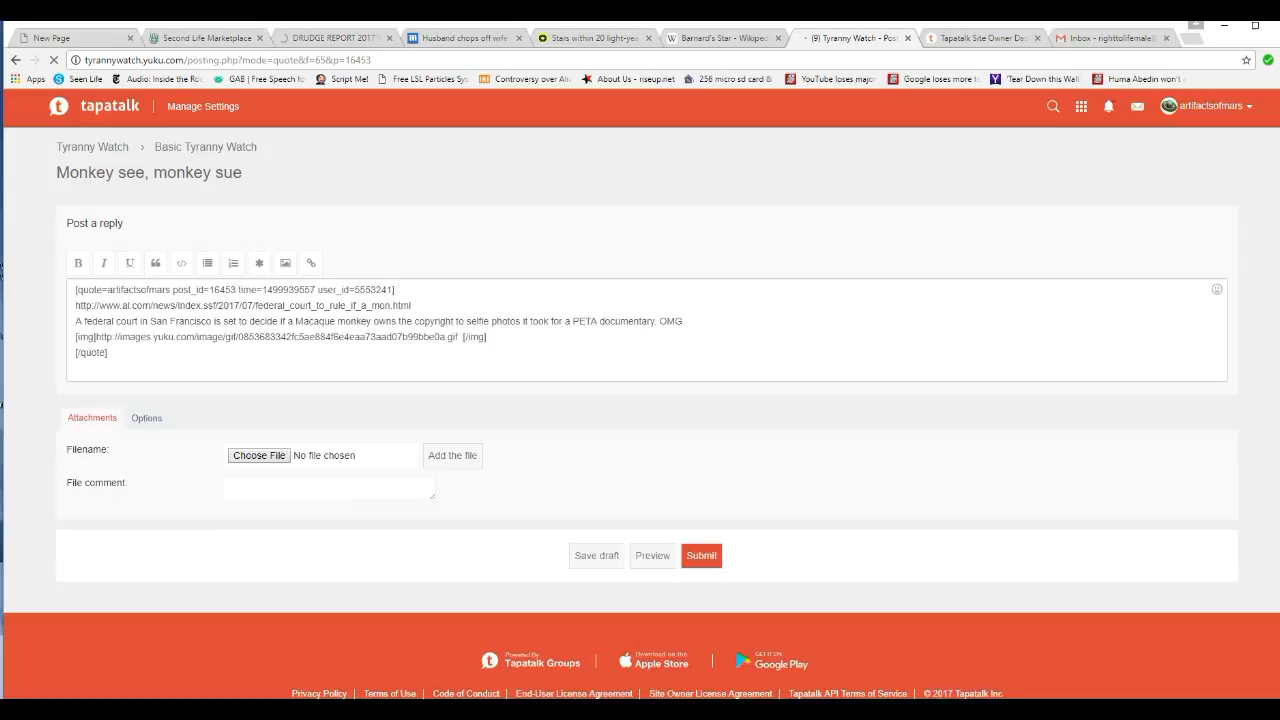 New Page
Second Life Marketplace
DRUDGE REPORT 2017
Husband chops off wife
Stars within 20 light-yea
Barnard's Star - Wikiped
(9) Tyranny Watch - Post
Tapatalk Site Owner Das
Inbox - righttolifemale@
tyrannywatch.yuku.com/posting.php?mode=quote&f=65&p=16453
Apps
Seen Life
Audio: Inside the Ro
GAB | Free Speech fo
Script Me!
Free LSL Particles Sys
Controversy over
About Us - riseup.net
256 micro sd card &
YouTube loses major
Google loses more
'Tear Down this Wall
Huma Abedin won't
tapatalk
Manage Settings
artifactsofmars
Tyranny Watch › Basic Tyranny Watch
Monkey see, monkey sue
Post a reply
B I U
[quote=artifactsofmars post_id=16453 time=1499939557 user_id=5553241]
http://www.al.com/news/index.ssf/2017/07/federal_court_to_rule_if_a_mon.html
A federal court in San Francisco is set to decide if a Macaque monkey owns the copyright to selfie photos it took for a PETA documentary. OMG.
[img]http://images.yuku.com/image/gif/0853683342fc5ae884f6e4eaa73aad07b99bbe0a.gif [/img]
[/quote]
Attachments
Options
Filename:
Choose File No file chosen
Add the file
File comment:
Save draft
Preview
Submit
Powered By
Tapatalk Groups
Download on the
Apple Store
GET IT ON
Google Play
Privacy Policy | Terms of Use | Code of Conduct | End-User License Agreement | Site Owner License Agreement | Tapatalk API Terms of Service | © 2017 Tapatalk Inc